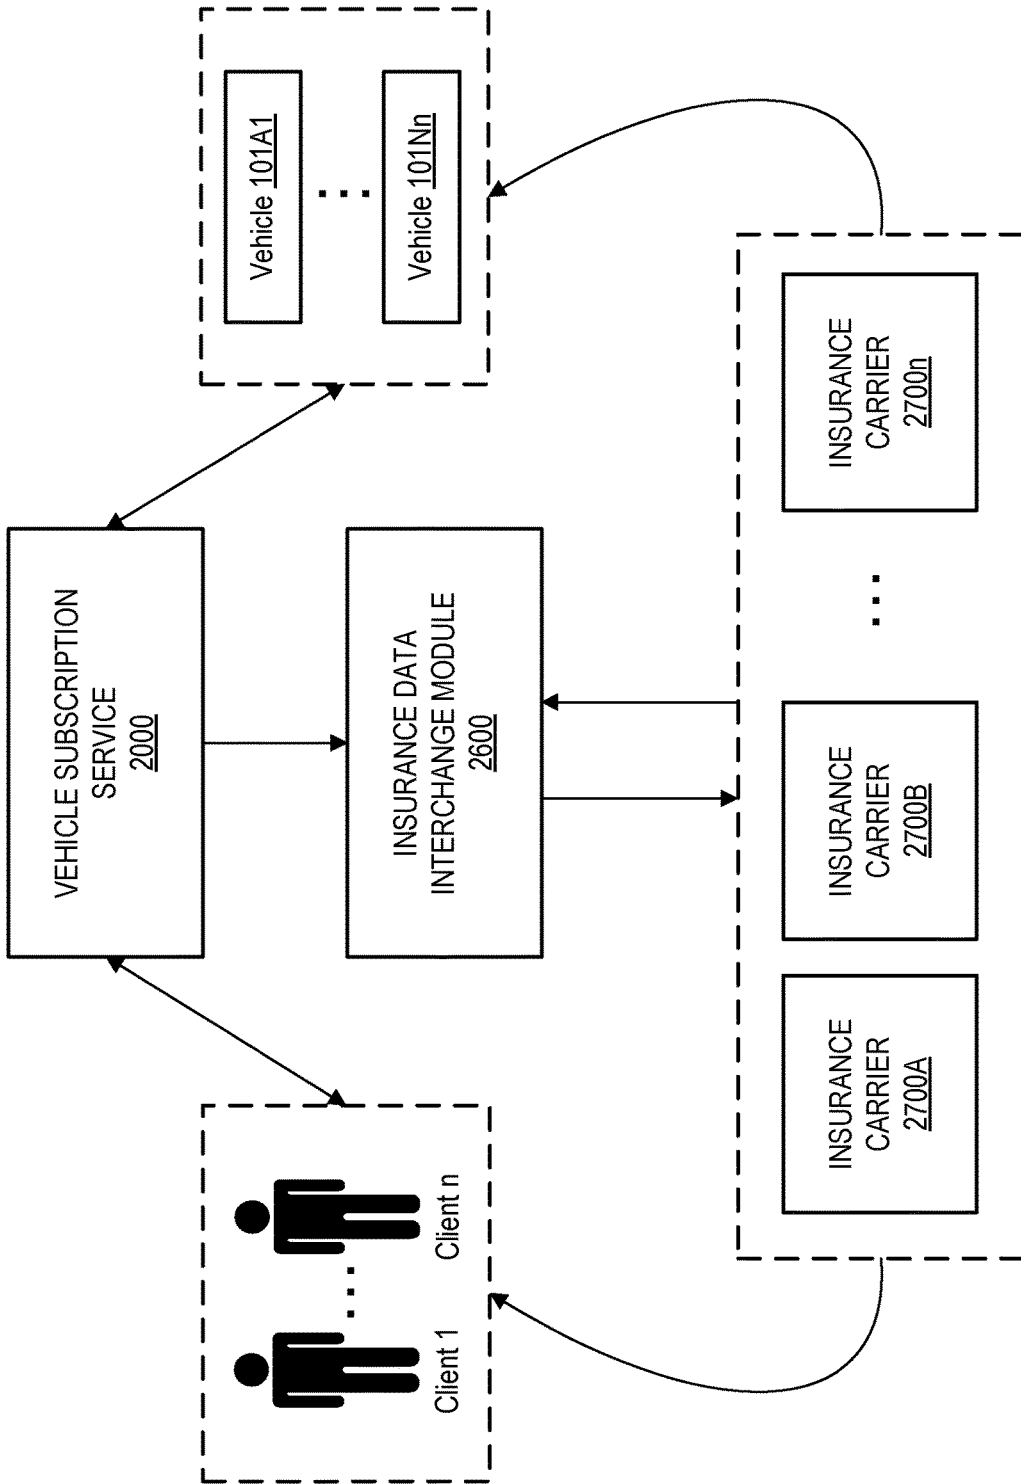 VEHICLE SUBSCRIPTION
SERVICE
2000
Vehicle 101A1
...
Vehicle 101Nn
Client 1
...
Client n
INSURANCE DATA
INTERCHANGE MODULE
2600
INSURANCE
CARRIER
2700A
INSURANCE
CARRIER
2700B
...
INSURANCE
CARRIER
2700n